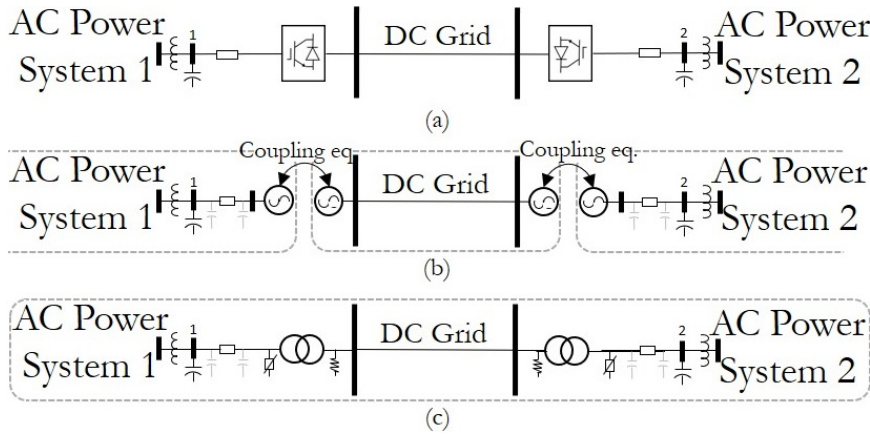 AC Power
System 1
1
DC Grid
2
AC Power
System 2
(a)
Coupling eq.
Coupling eq.
AC Power
System 1
1
DC Grid
2
AC Power
System 2
(b)
AC Power
System 1
1
DC Grid
2
AC Power
System 2
(c)